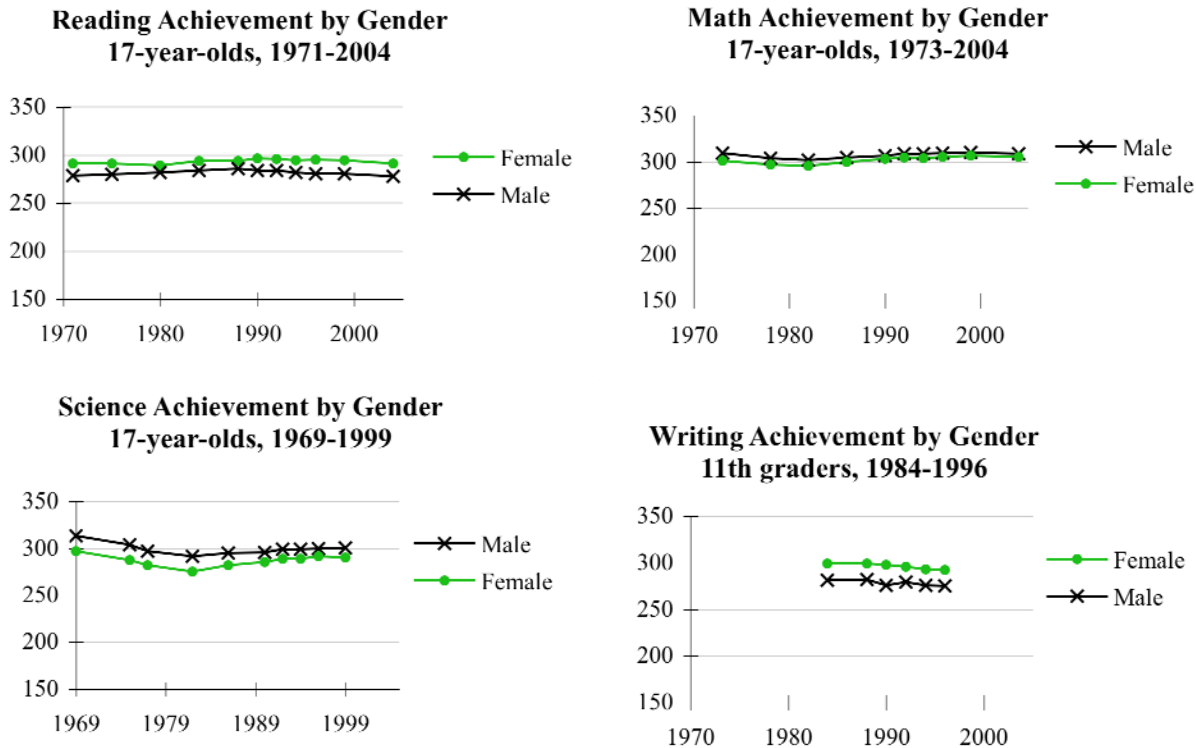 Reading Achievement by Gender
17-year-olds, 1971-2004
350
300
250
200
150
1970 1980 1990 2000
Female
Male
Math Achievement by Gender
17-year-olds, 1973-2004
350
300
250
200
150
1970 1980 1990 2000
Male
Female
Science Achievement by Gender
17-year-olds, 1969-1999
350
300
250
200
150
1969 1979 1989 1999
Male
Female
Writing Achievement by Gender
11th graders, 1984-1996
350
300
250
200
150
1970 1980 1990 2000
Female
Male